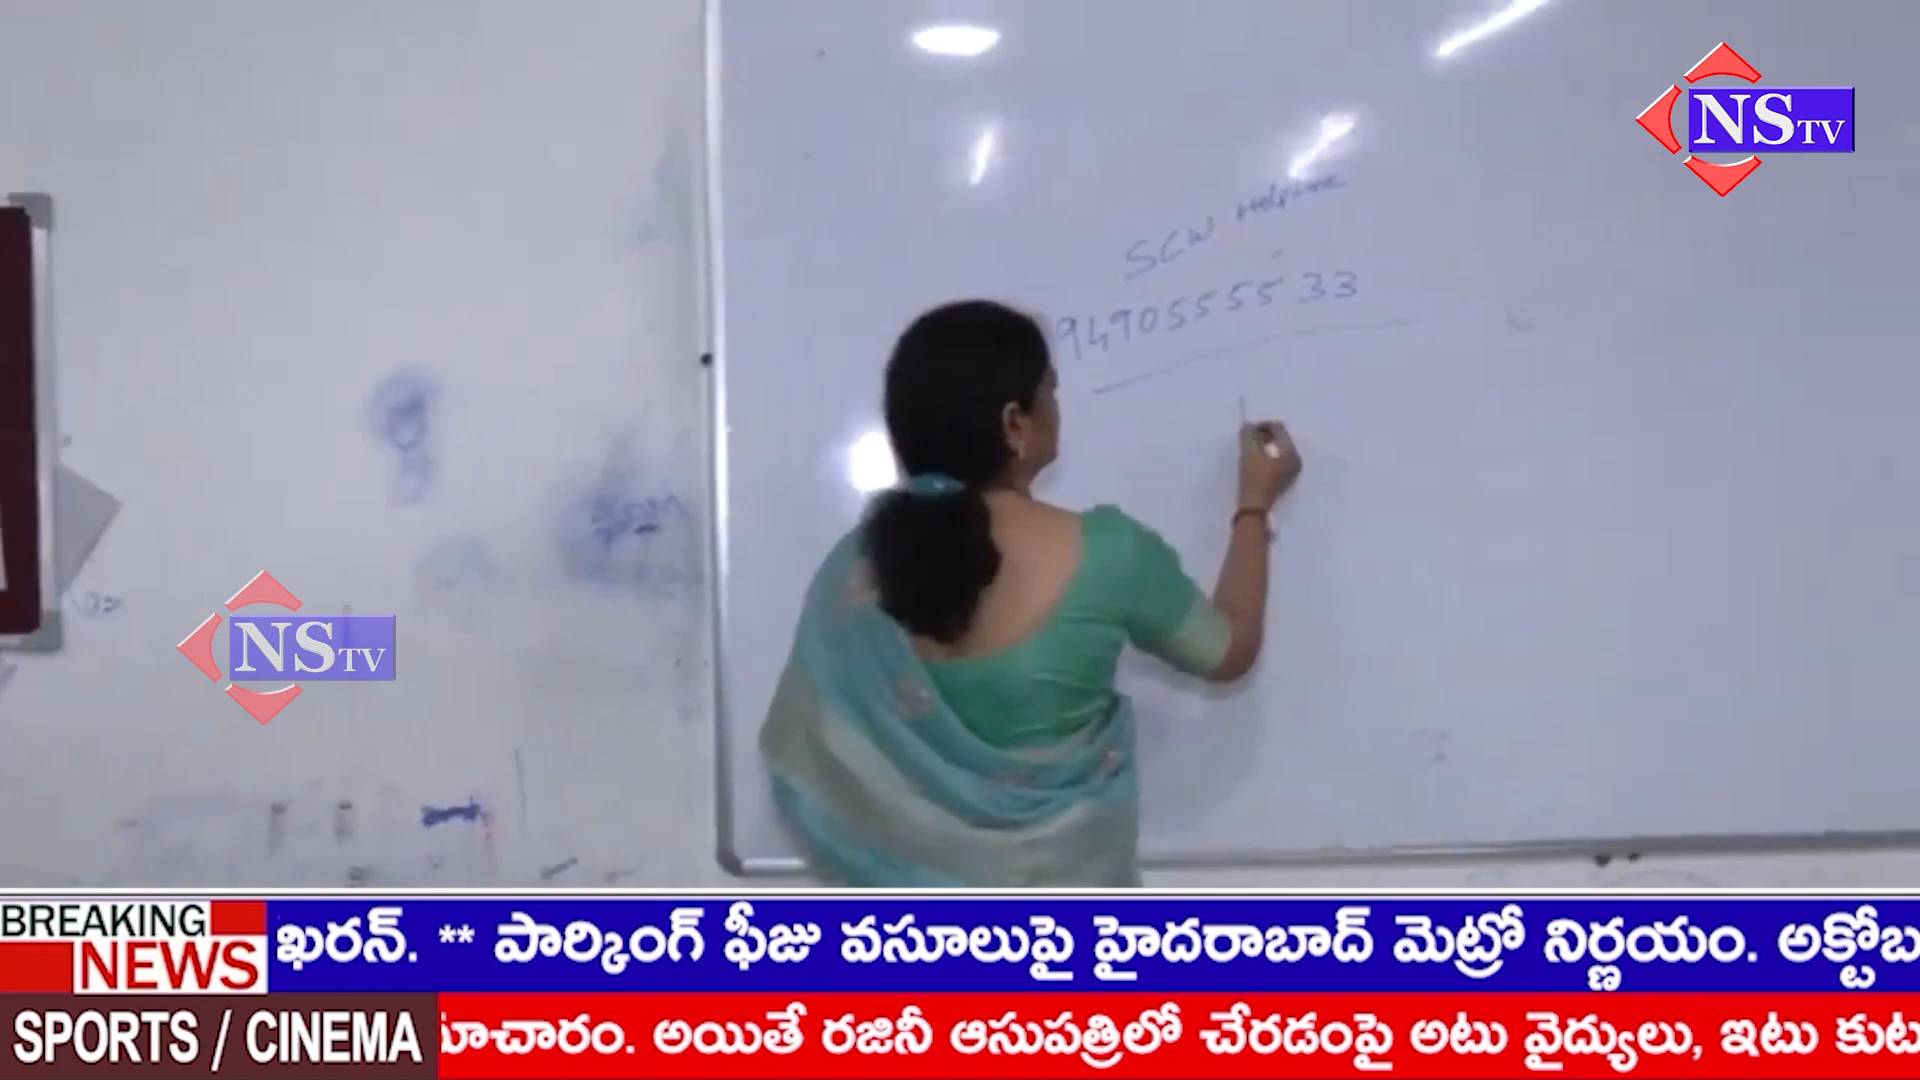 NSTV
SCW Helpline
9490555533
NSTV
BREAKING
NEWS
ఖరన్. ** పార్కింగ్ ఫీజు వసూలుపై హైదరాబాద్ మెట్రో నిర్ణయం. అక్టోబ
SPORTS / CINEMA
మాచారం. అయితే రజినీ ఆసుపత్రిలో చేరడంపై అటు వైద్యులు, ఇటు కుట